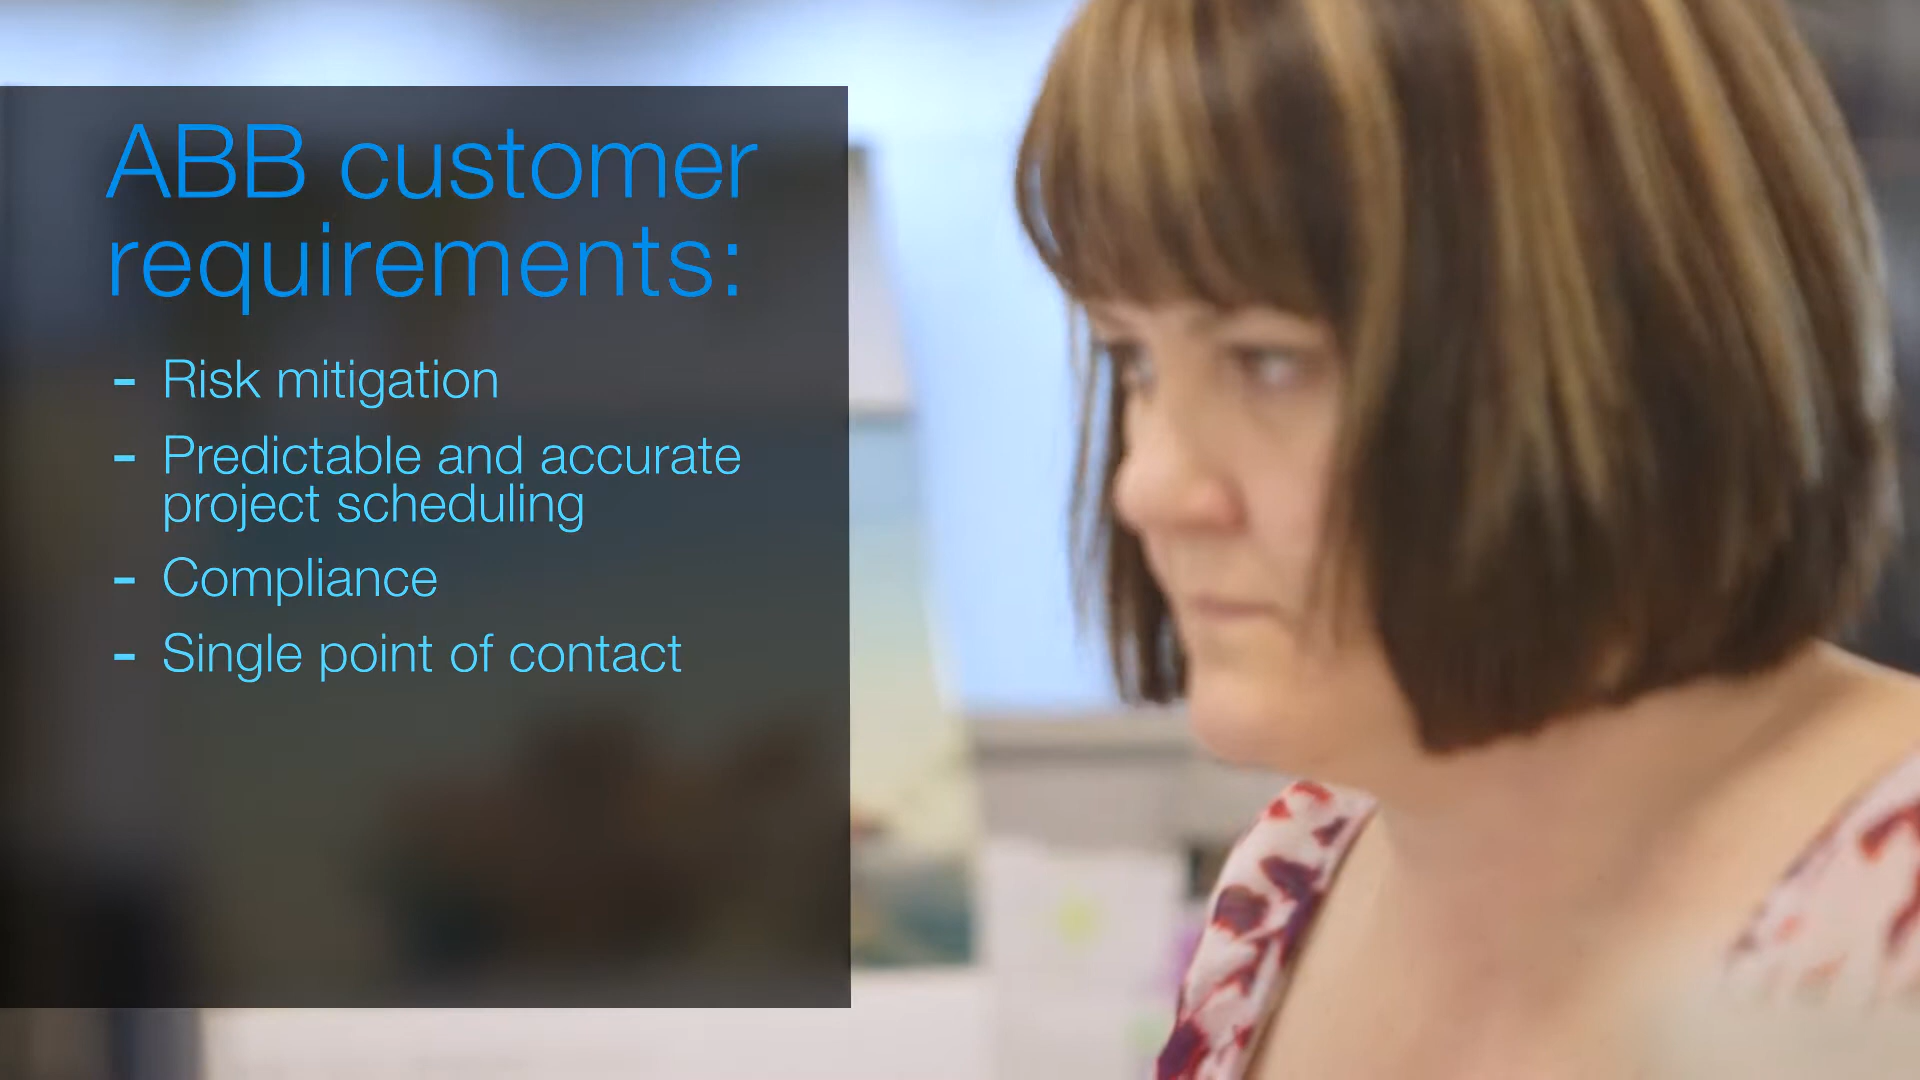 ABB customer
requirements:
- Risk mitigation
- Predictable and accurate
project scheduling
- Compliance
- Single point of contact